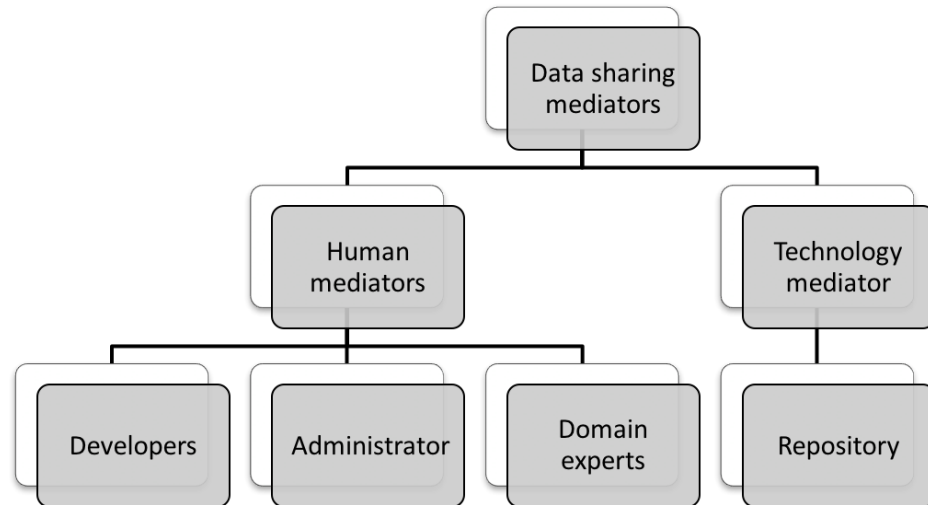 Data sharing
mediators
Human
mediators
Technology
mediator
Developers
Administrator
Domain
experts
Repository